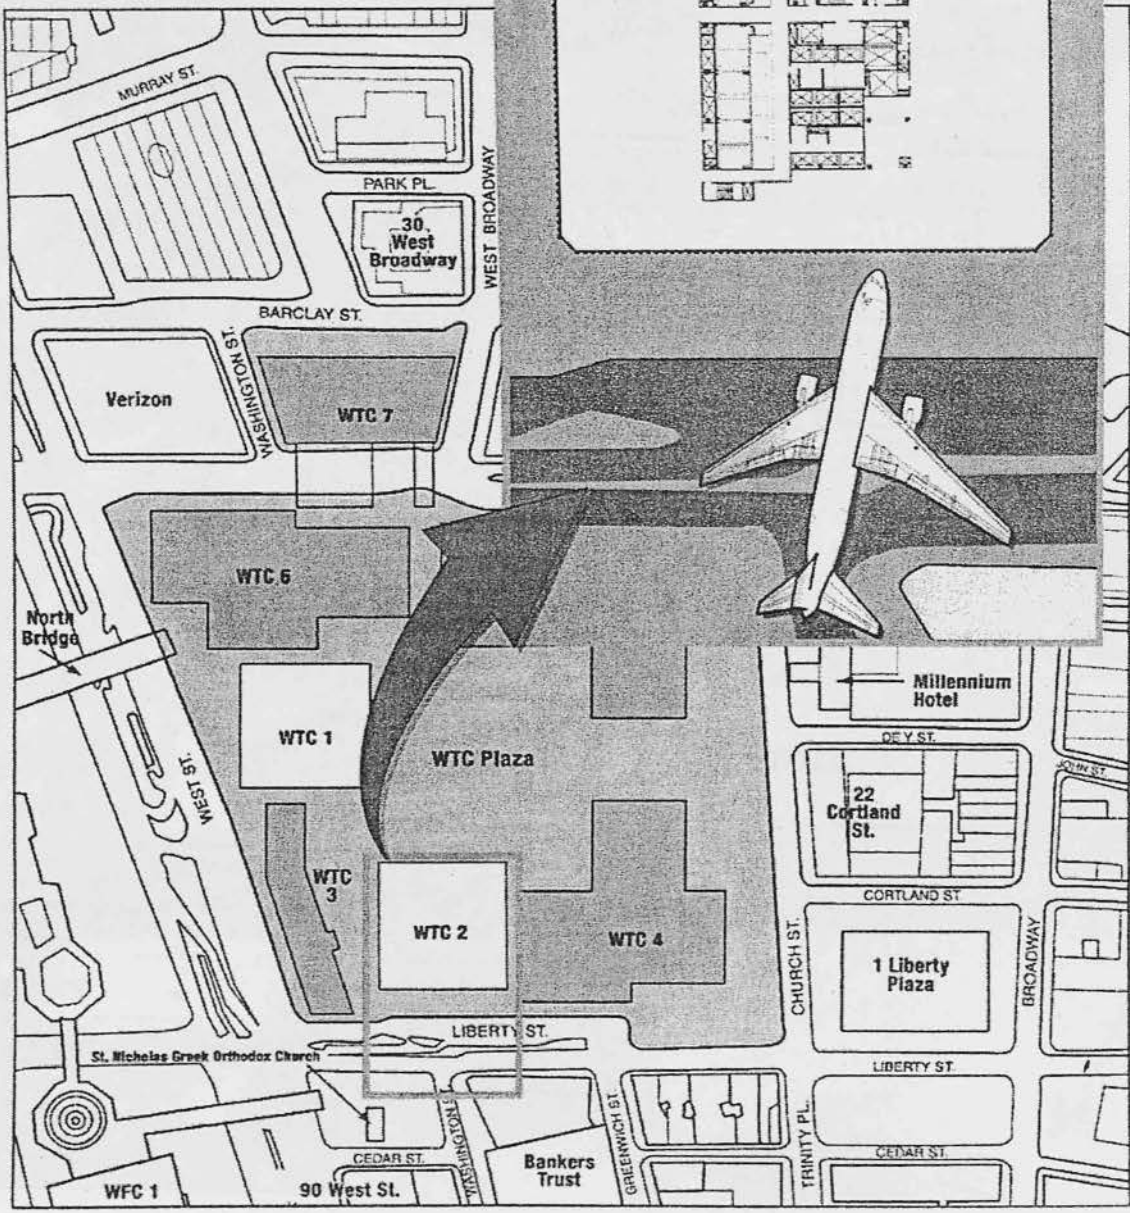 MURRAY ST.
PARK PL.
WEST BROADWAY
30
West
Broadway
BARCLAY ST.
WASHINGTON ST.
Verizon
WTC 7
WTC 6
North
Bridge
WTC 1
WTC Plaza
Millennium
Hotel
DEY ST.
JOHN ST.
WEST ST.
22
Cortland
St.
WTC
3
CORTLAND ST.
WTC 2
WTC 4
CHURCH ST.
1 Liberty
Plaza
BROADWAY
LIBERTY ST.
St. Nicholas Greek Orthodox Church
LIBERTY ST.
WASHINGTON ST.
GREENWICH ST.
TRINITY PL.
CEDAR ST.
CEDAR ST.
Bankers
Trust
WFC 1
90 West St.